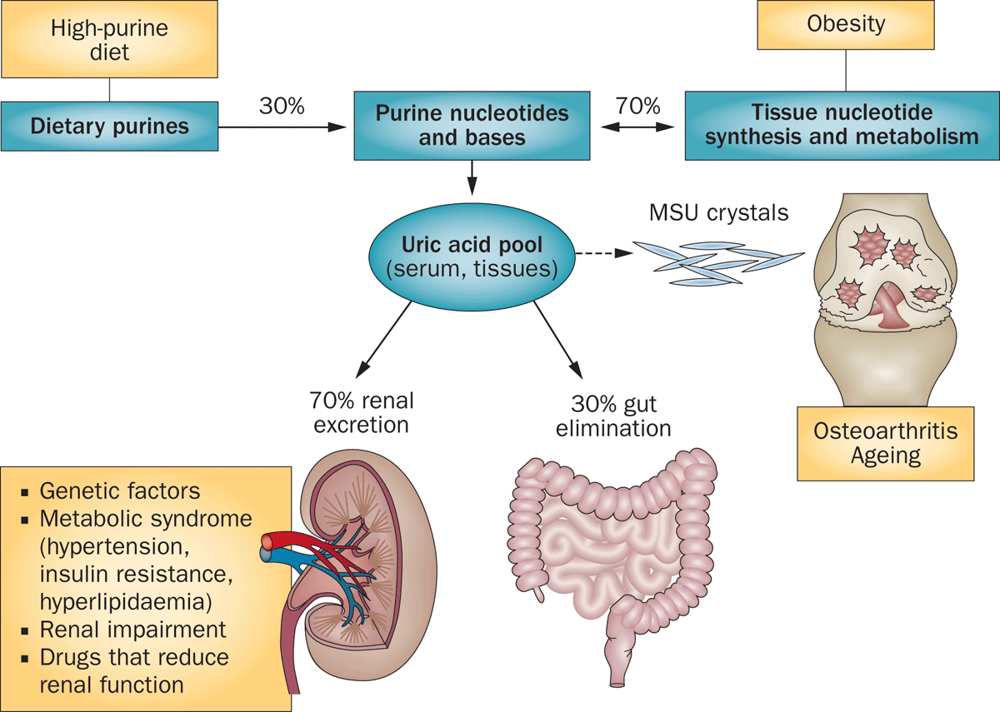 High-purine
diet
Obesity
Dietary purines
30%
Purine nucleotides
and bases
70%
Tissue nucleotide
synthesis and metabolism
Uric acid pool
(serum, tissues)
MSU crystals
70% renal
excretion
30% gut
elimination
Osteoarthritis
Ageing
▪ Genetic factors
▪ Metabolic syndrome
(hypertension,
insulin resistance,
hyperlipidaemia)
▪ Renal impairment
▪ Drugs that reduce
renal function